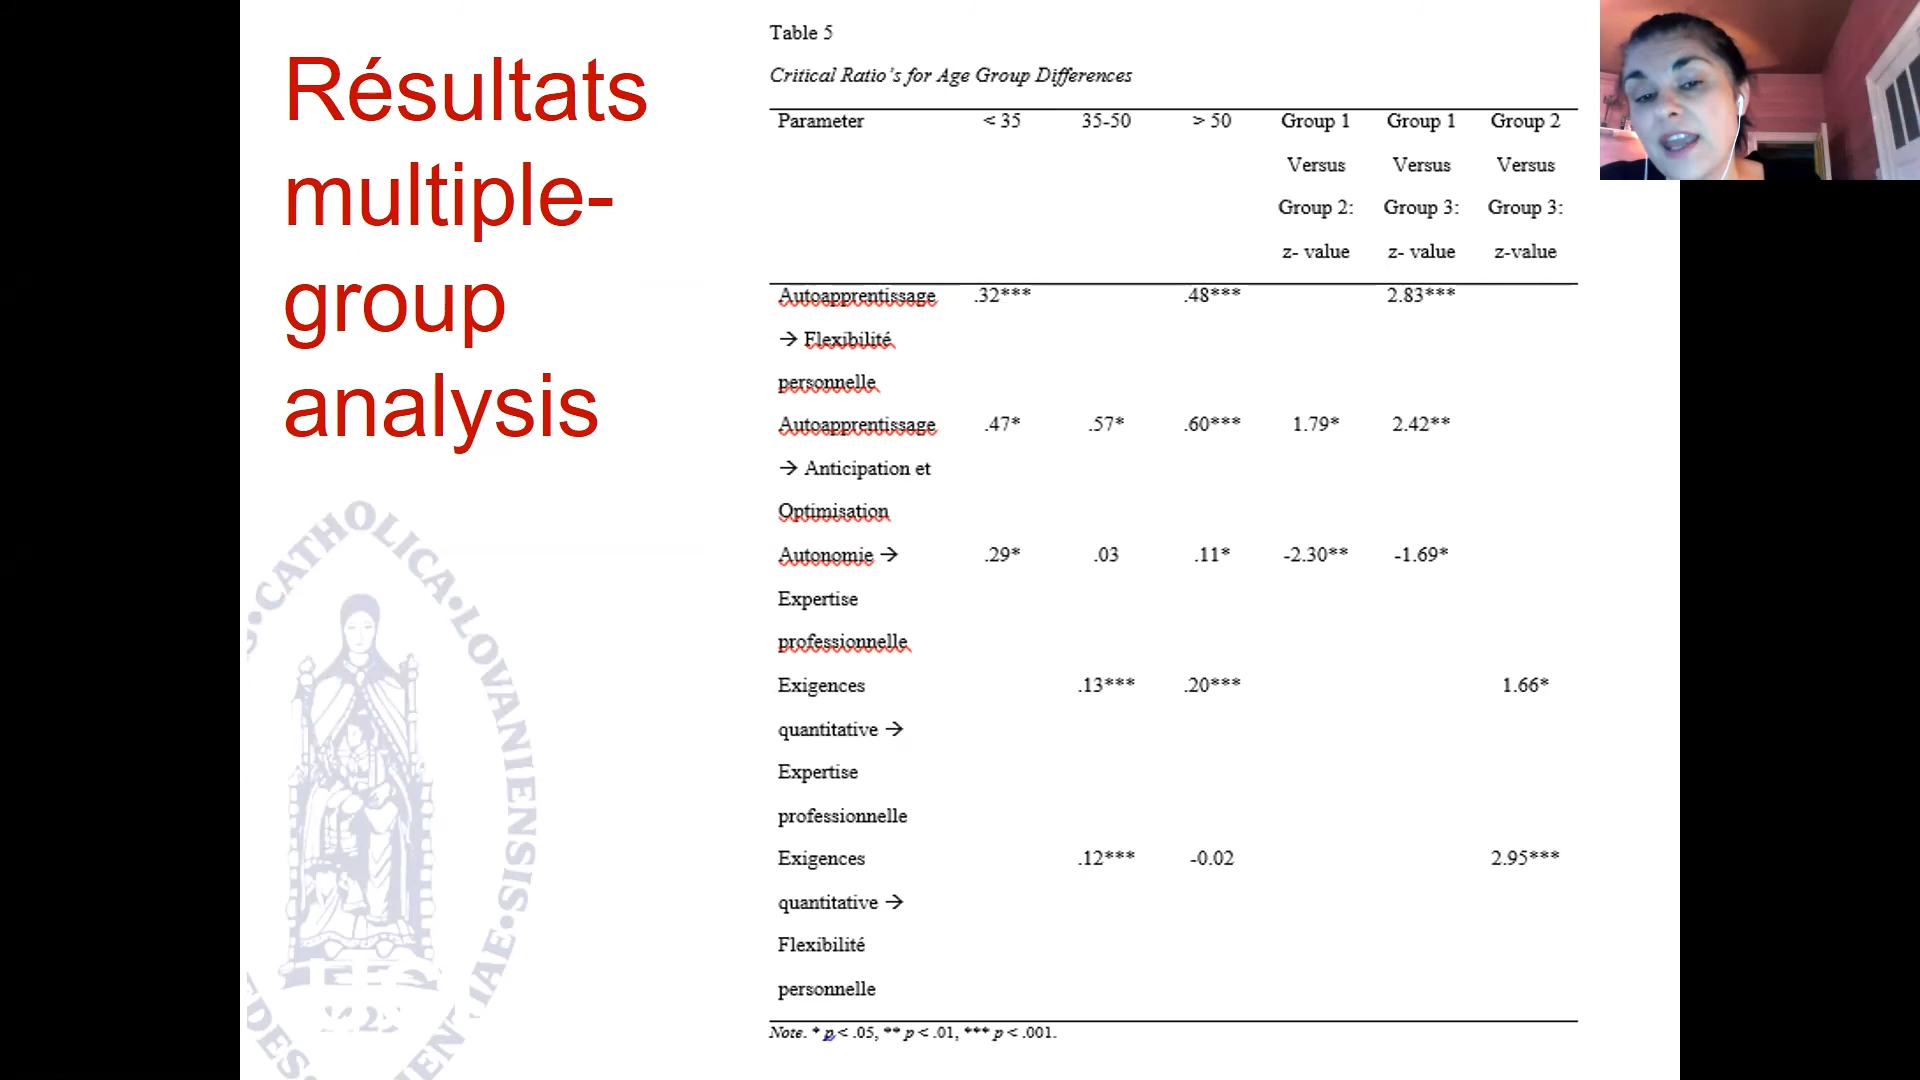 Résultats
multiple-
group
analysis
Table 5
Critical Ratio's for Age Group Differences
Parameter < 35 35-50 > 50 Group 1 Group 1 Group 2
Versus Versus Versus
Group 2: Group 3: Group 3:
z- value z- value z-value
Autoapprentissage .32*** .48*** 2.83***
→ Flexibilité
personnelle
Autoapprentissage .47* .57* .60*** 1.79* 2.42**
→ Anticipation et
Optimisation
Autonomie → .29* .03 .11* -2.30** -1.69*
Expertise
professionnelle
Exigences .13*** .20*** 1.66*
quantitative →
Expertise
professionnelle
Exigences .12*** -0.02 2.95***
quantitative →
Flexibilité
personnelle
Note. * p < .05, ** p < .01, *** p < .001.
CATHOLICA•LOVANIENSIS•